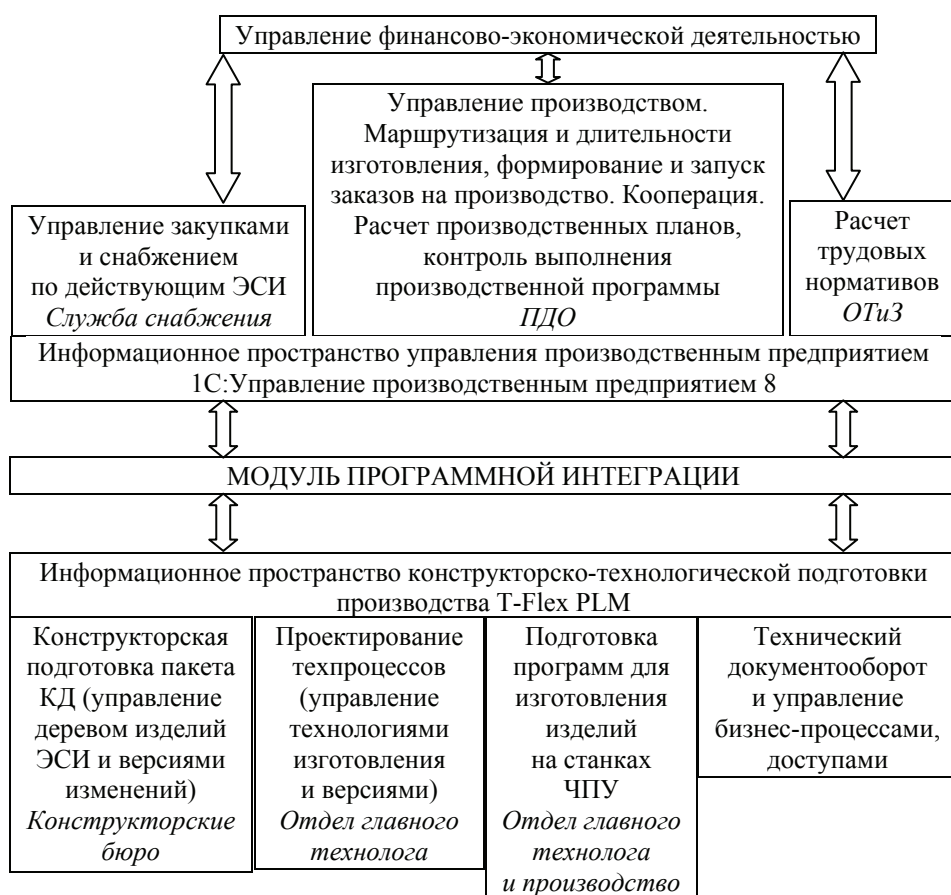 Управление финансово-экономической деятельностью
Управление производством.
Маршрутизация и длительности
изготовления, формирование и запуск
заказов на производство. Кооперация.
Расчет производственных планов,
контроль выполнения
производственной программы
ПДО
Управление закупками
и снабжением
по действующим ЭСИ
Служба снабжения
Расчет
трудовых
нормативов
ОТиЗ
Информационное пространство управления производственным предприятием
1С:Управление производственным предприятием 8
МОДУЛЬ ПРОГРАММНОЙ ИНТЕГРАЦИИ
Информационное пространство конструкторско-технологической подготовки
производства T-Flex PLM
Конструкторская
подготовка пакета
КД (управление
деревом изделий
ЭСИ и версиями
изменений)
Конструкторские
бюро
Проектирование
техпроцессов
(управление
технологиями
изготовления
и версиями)
Отдел главного
технолога
Подготовка
программ для
изготовления
изделий
на станках
ЧПУ
Отдел главного
технолога
и производство
Технический
документооборот
и управление
бизнес-процессами,
доступами